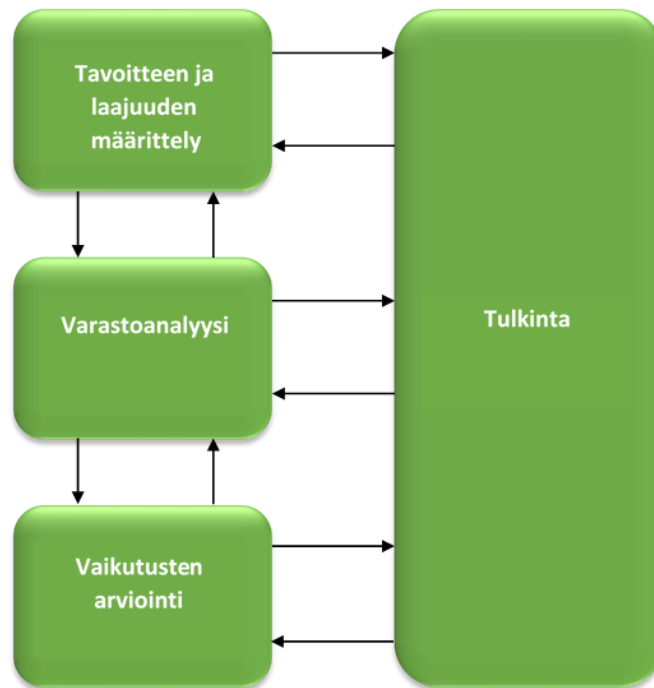 Tavoitteen ja
laajuuden
määrittely
Varastoanalyysi
Tulkinta
Vaikutusten
arviointi